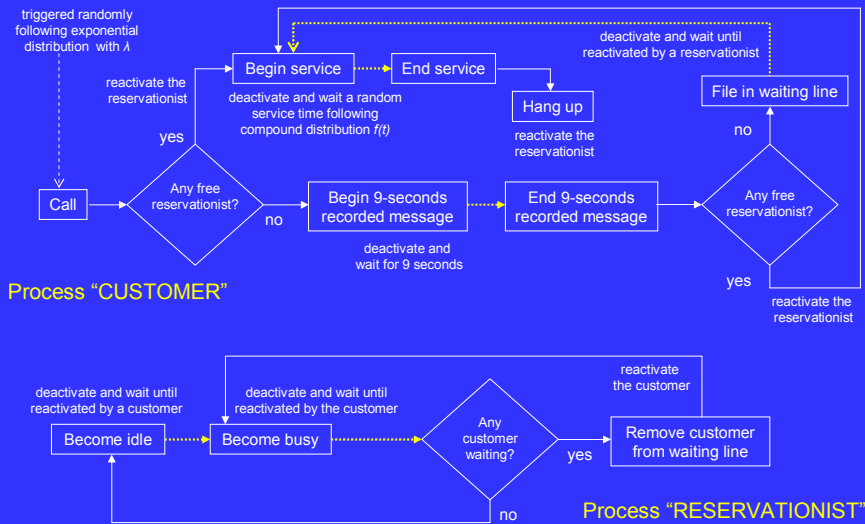 triggered randomly
following exponential
distribution with λ
reactivate the
reservationist
yes
Begin service
End service
deactivate and wait a random
service time following
compound distribution f(t)
Hang up
reactivate the
reservationist
deactivate and wait until
reactivated by a reservationist
File in waiting line
no
Call
Any free
reservationist?
no
Begin 9-seconds
recorded message
deactivate and
wait for 9 seconds
End 9-seconds
recorded message
Any free
reservationist?
yes
reactivate the
reservationist
Process “CUSTOMER”
deactivate and wait until
reactivated by a customer
Become idle
deactivate and wait until
reactivated by the customer
Become busy
Any
customer
waiting?
yes
reactivate
the customer
Remove customer
from waiting line
no
Process “RESERVATIONIST”